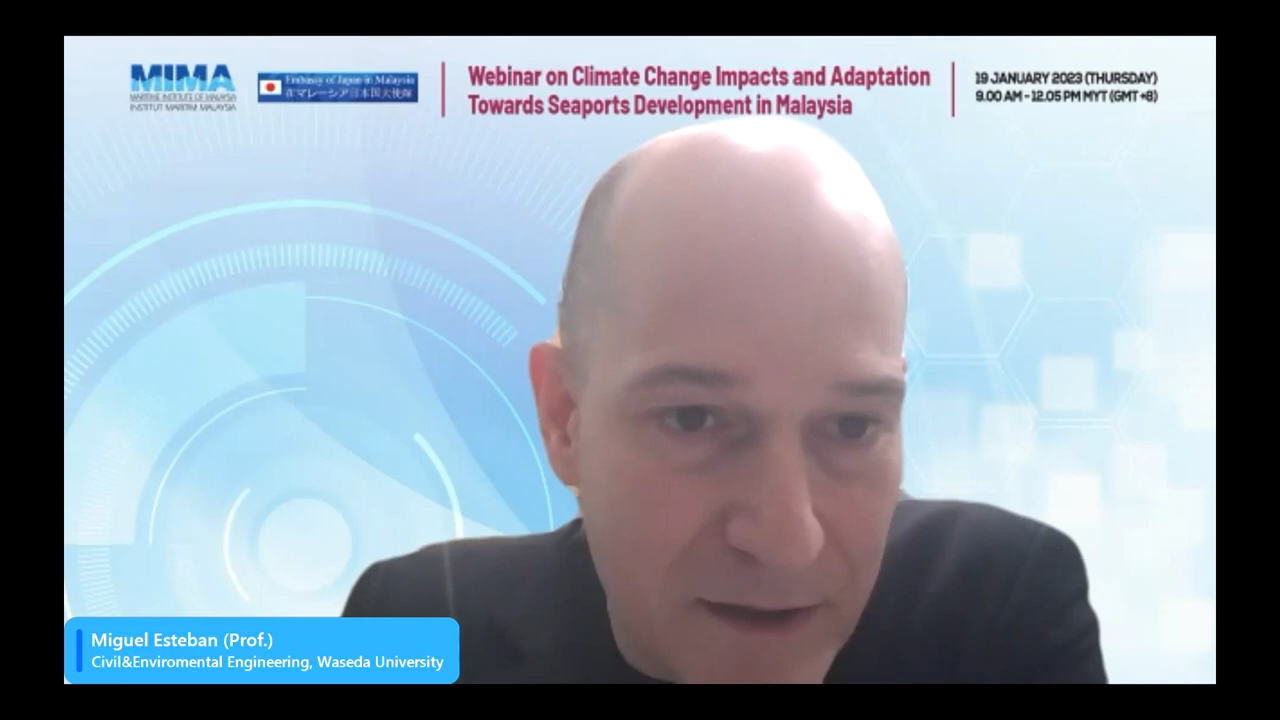 MIMA
MARITIME INSTITUTE OF MALAYSIA
INSTITUT MARITIM MALAYSIA
Embassy of Japan in Malaysia
在マレーシア日本国大使館
Webinar on Climate Change Impacts and Adaptation
Towards Seaports Development in Malaysia
19 JANUARY 2023 (THURSDAY)
9.00 AM - 12.05 PM MYT (GMT +8)
Miguel Esteban (Prof.)
Civil&Enviromental Engineering, Waseda University